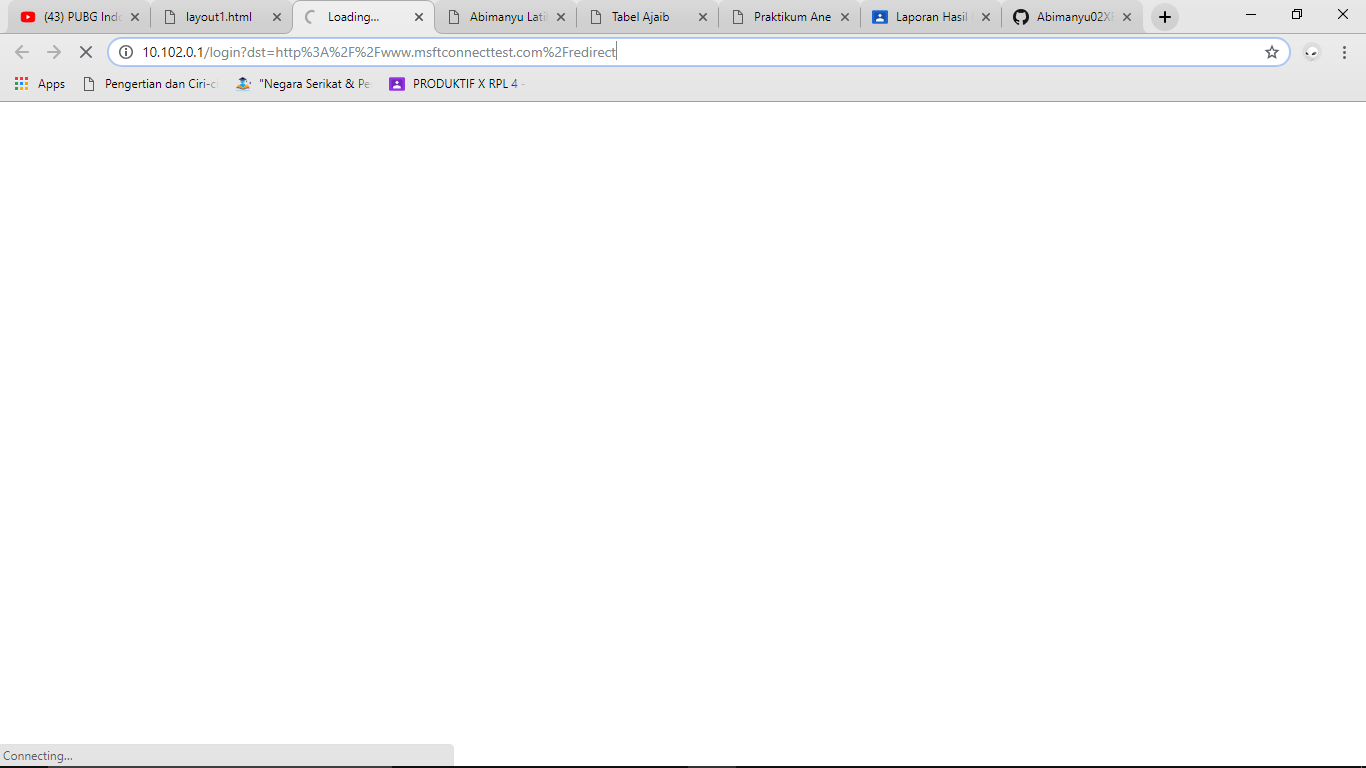 (43) PUBG Indo layout1.html Loading... Abimanyu Lati Tabel Ajaib Praktikum Ane Laporan Hasil Abimanyu02XR
10.102.0.1/login?dst=http%3A%2F%2Fwww.msftconnecttest.com%2Fredirect
Apps Pengertian dan Ciri-c "Negara Serikat & Pe PRODUKTIF X RPL 4 -
Connecting...